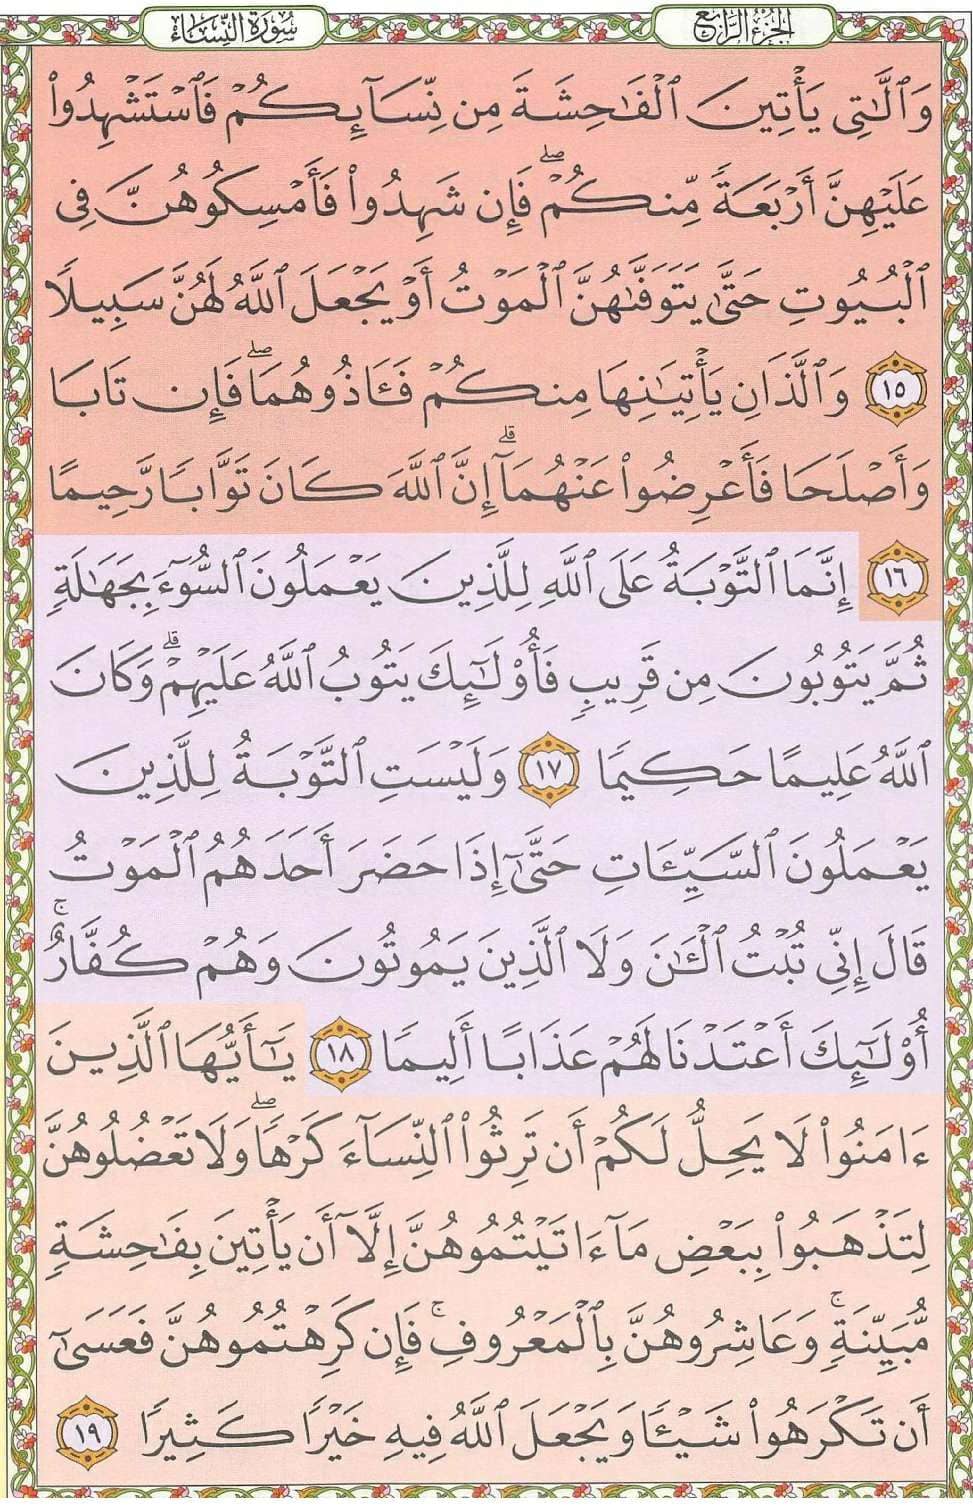 الجزء الرابع
سورة النساء
وَٱلَّـٰتِى يَأْتِينَ ٱلْفَـٰحِشَةَ مِن نِّسَآئِكُمْ فَٱسْتَشْهِدُوا۟
عَلَيْهِنَّ أَرْبَعَةً مِّنكُمْ ۖ فَإِن شَهِدُوا۟ فَأَمْسِكُوهُنَّ فِى
ٱلْبُيُوتِ حَتَّىٰ يَتَوَفَّىٰهُنَّ ٱلْمَوْتُ أَوْ يَجْعَلَ ٱللَّهُ لَهُنَّ سَبِيلًا
١٥ وَٱلَّذَانِ يَأْتِيَـٰنِهَا مِنكُمْ فَـَٔاذُوهُمَا ۖ فَإِن تَابَا
وَأَصْلَحَا فَأَعْرِضُوا۟ عَنْهُمَآ ۗ إِنَّ ٱللَّهَ كَانَ تَوَّابًا رَّحِيمًا
١٦ إِنَّمَا ٱلتَّوْبَةُ عَلَى ٱللَّهِ لِلَّذِينَ يَعْمَلُونَ ٱلسُّوٓءَ بِجَهَـٰلَةٍ
ثُمَّ يَتُوبُونَ مِن قَرِيبٍ فَأُو۟لَـٰٓئِكَ يَتُوبُ ٱللَّهُ عَلَيْهِمْ ۗ وَكَانَ
ٱللَّهُ عَلِيمًا حَكِيمًا ١٧ وَلَيْسَتِ ٱلتَّوْبَةُ لِلَّذِينَ
يَعْمَلُونَ ٱلسَّيِّـَٔاتِ حَتَّىٰٓ إِذَا حَضَرَ أَحَدَهُمُ ٱلْمَوْتُ
قَالَ إِنِّى تُبْتُ ٱلْـَٔـٰنَ وَلَا ٱلَّذِينَ يَمُوتُونَ وَهُمْ كُفَّارٌ ۚ
أُو۟لَـٰٓئِكَ أَعْتَدْنَا لَهُمْ عَذَابًا أَلِيمًا ١٨ يَـٰٓأَيُّهَا ٱلَّذِينَ
ءَامَنُوا۟ لَا يَحِلُّ لَكُمْ أَن تَرِثُوا۟ ٱلنِّسَآءَ كَرْهًا ۖ وَلَا تَعْضُلُوهُنَّ
لِتَذْهَبُوا۟ بِبَعْضِ مَآ ءَاتَيْتُمُوهُنَّ إِلَّآ أَن يَأْتِينَ بِفَـٰحِشَةٍ
مُّبَيِّنَةٍ ۚ وَعَاشِرُوهُنَّ بِٱلْمَعْرُوفِ ۚ فَإِن كَرِهْتُمُوهُنَّ فَعَسَىٰٓ
أَن تَكْرَهُوا۟ شَيْـًٔا وَيَجْعَلَ ٱللَّهُ فِيهِ خَيْرًا كَثِيرًا ١٩